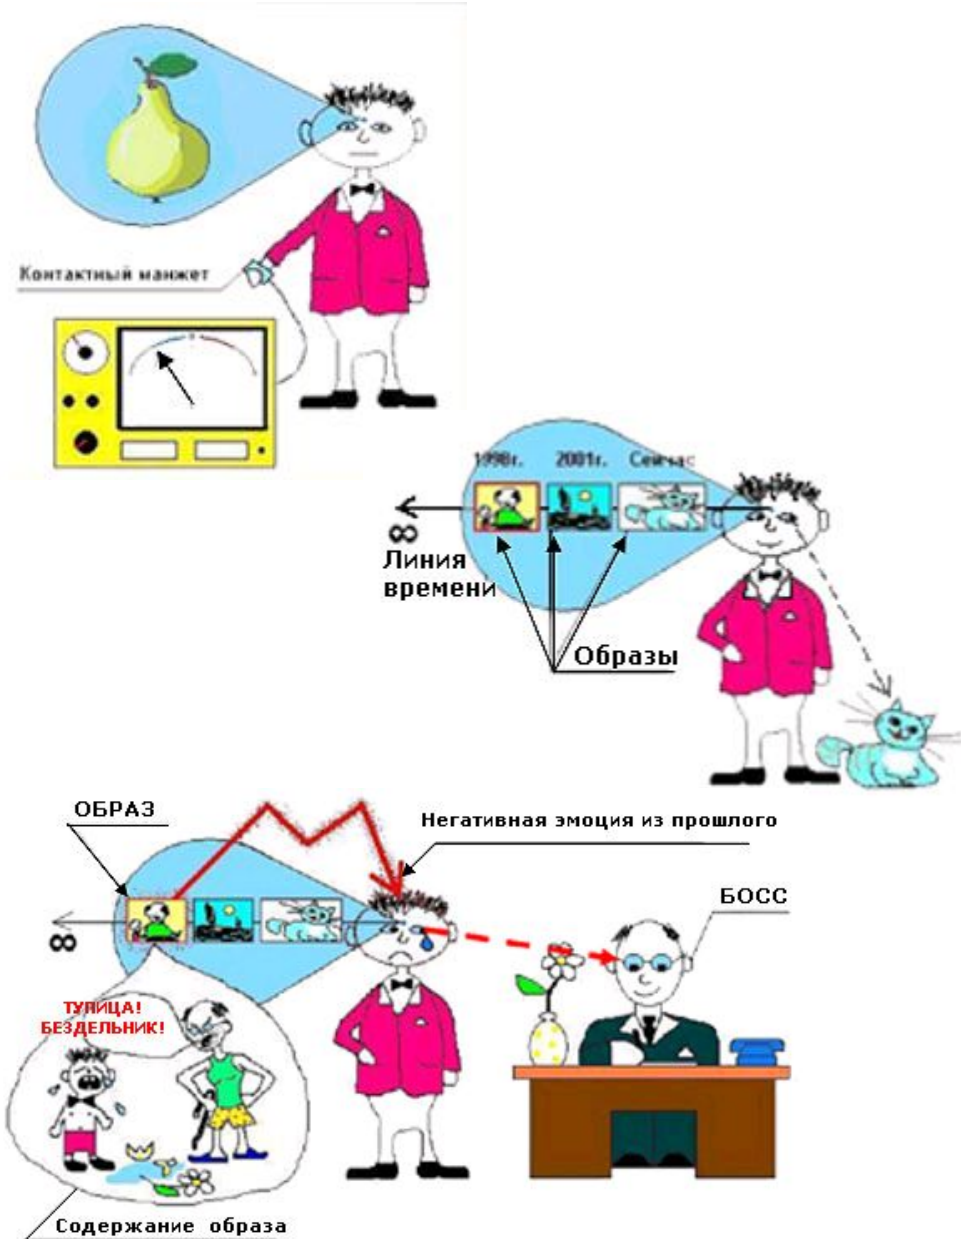 Контактный манжет
1998г. 2001г. Сейчас
∞
Линия
времени
Образы
ОБРАЗ
Негативная эмоция из прошлого
БОСС
∞
ТУПИЦА!
БЕЗДЕЛЬНИК!
Содержание образа